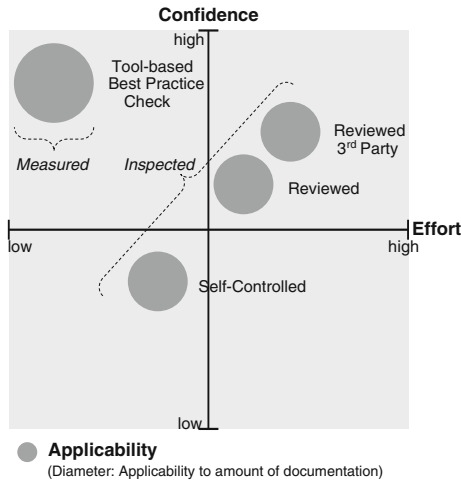 Confidence
high
Tool-based
Best Practice
Check
Reviewed
3rd Party
Measured
Inspected
Reviewed
Effort
low
high
Self-Controlled
low
Applicability
(Diameter: Applicability to amount of documentation)